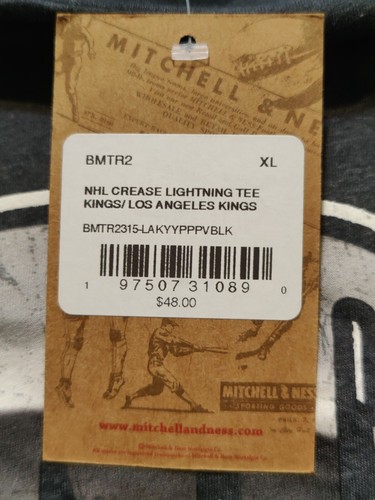 MITCHELL & NE
BMTR2 XL
NHL CREASE LIGHTNING TEE
KINGS/ LOS ANGELES KINGS
BMTR2315-LAKYYPPPVBLK
1 97507 31089 0
$48.00
MITCHELL & NESS
www.mitchellandness.com